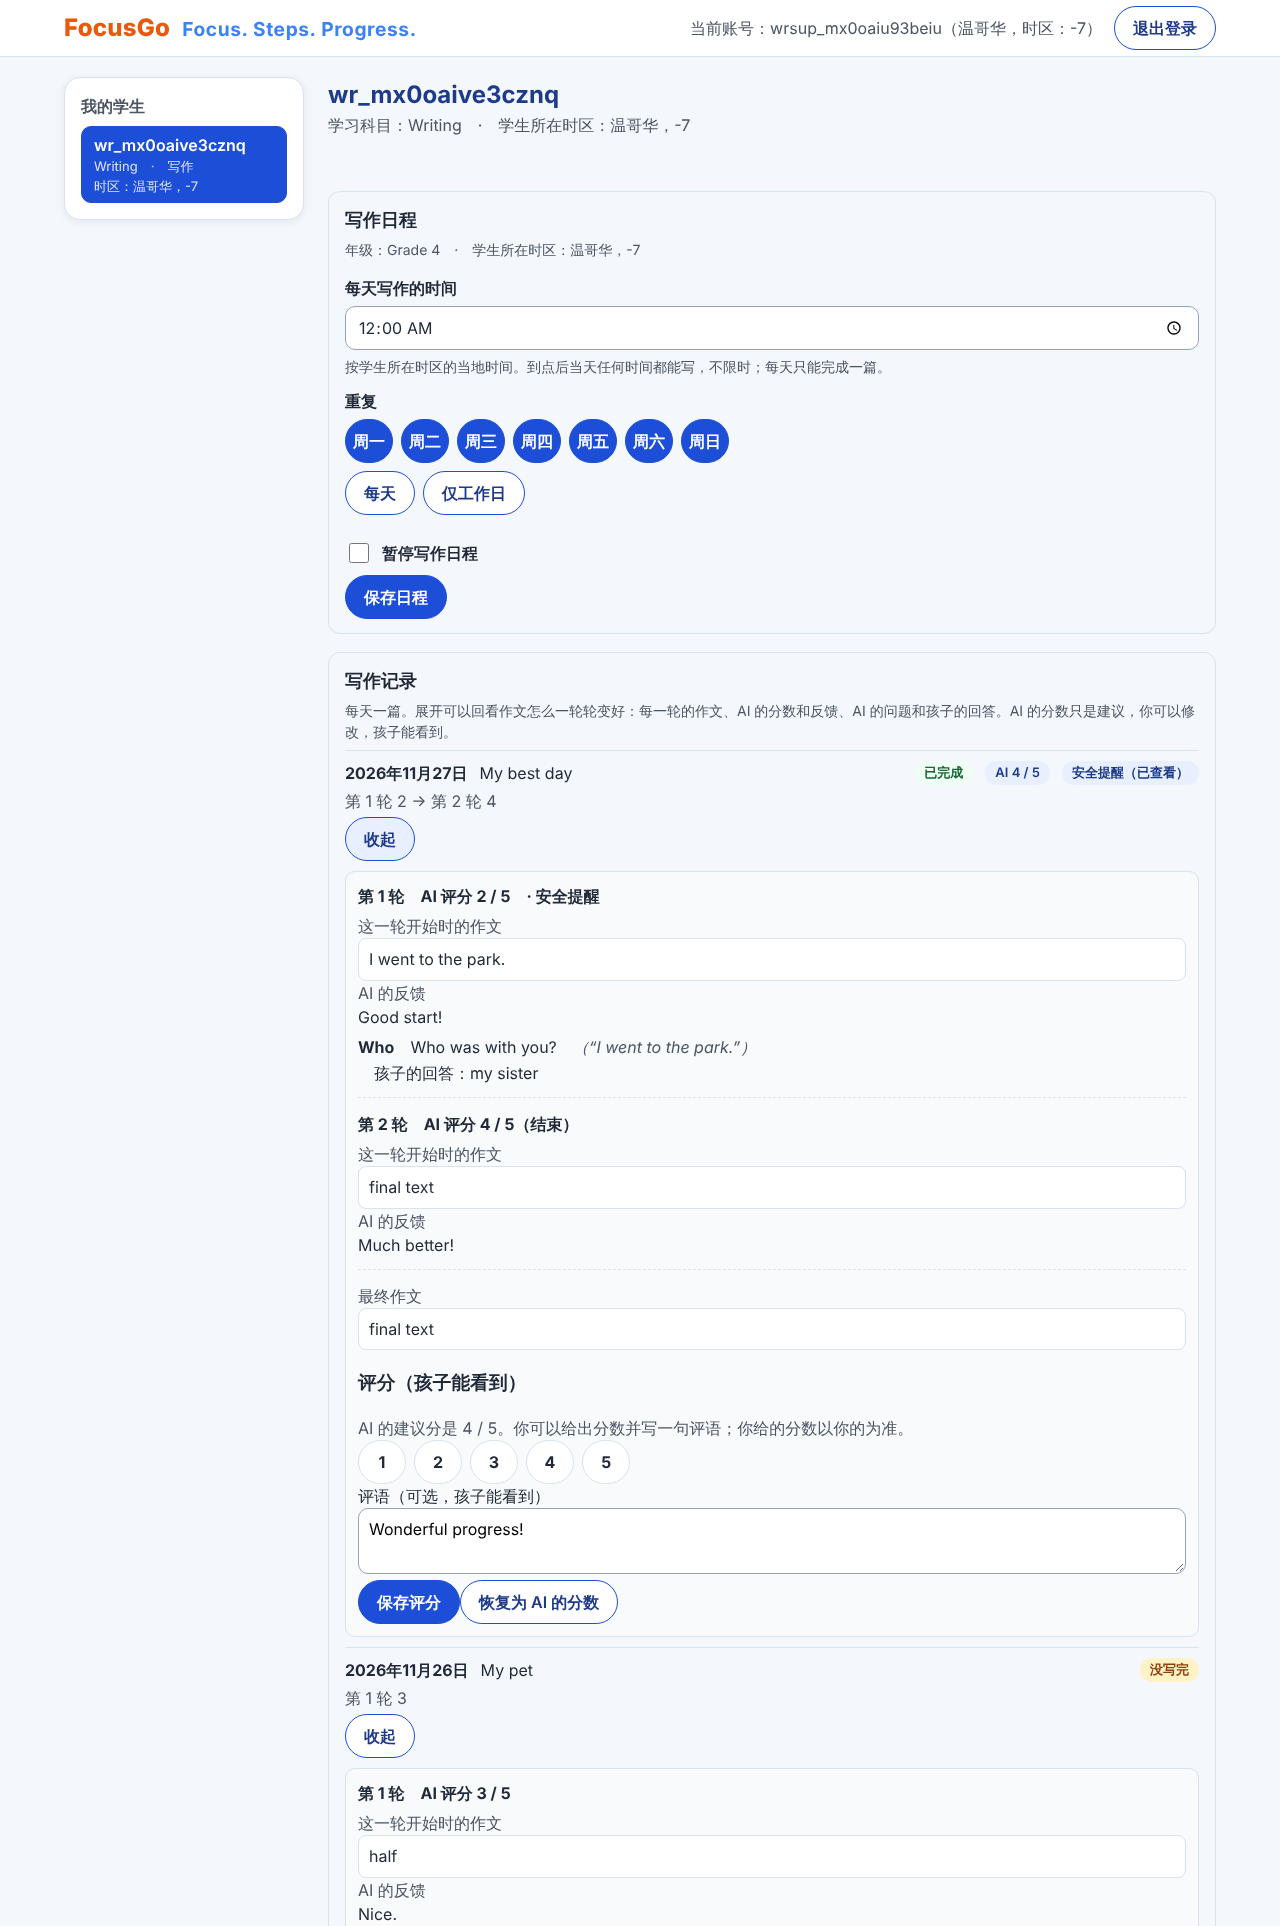 FocusGo Focus. Steps. Progress.
当前账号：wrsup_mx0oaiu93beiu（温哥华，时区：-7）
退出登录
我的学生
wr_mx0oaive3cznq
Writing · 写作
时区：温哥华，-7
wr_mx0oaive3cznq
学习科目：Writing · 学生所在时区：温哥华，-7
写作日程
年级：Grade 4 · 学生所在时区：温哥华，-7
每天写作的时间
12:00 AM
按学生所在时区的当地时间。到点后当天任何时间都能写，不限时；每天只能完成一篇。
重复
周一 周二 周三 周四 周五 周六 周日
每天 仅工作日
暂停写作日程
保存日程
写作记录
每天一篇。展开可以回看作文怎么一轮轮变好：每一轮的作文、AI 的分数和反馈、AI 的问题和孩子的回答。AI 的分数只是建议，你可以修
改，孩子能看到。
2026年11月27日 My best day 已完成 AI 4 / 5 安全提醒（已查看）
第 1 轮 2 → 第 2 轮 4
收起
第 1 轮 AI 评分 2 / 5 · 安全提醒
这一轮开始时的作文
I went to the park.
AI 的反馈
Good start!
Who Who was with you? （“I went to the park.”）
孩子的回答：my sister
第 2 轮 AI 评分 4 / 5（结束）
这一轮开始时的作文
final text
AI 的反馈
Much better!
最终作文
final text
评分（孩子能看到）
AI 的建议分是 4 / 5。你可以给出分数并写一句评语；你给的分数以你的为准。
1 2 3 4 5
评语（可选，孩子能看到）
Wonderful progress!
保存评分 恢复为 AI 的分数
2026年11月26日 My pet 没写完
第 1 轮 3
收起
第 1 轮 AI 评分 3 / 5
这一轮开始时的作文
half
AI 的反馈
Nice.